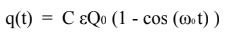 q(t) = C εQ₀ (1 - cos (ω₀t) )